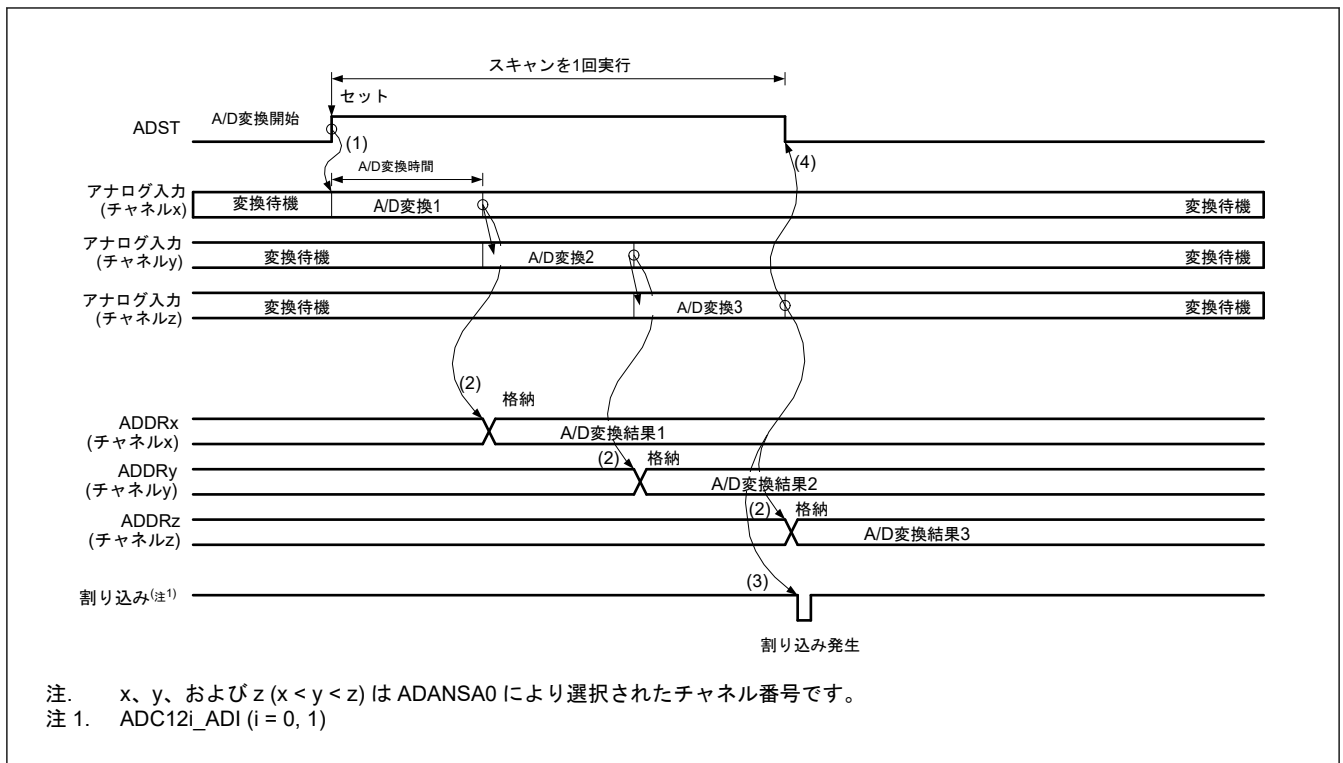 スキャンを1回実行
セット
ADST
A/D変換開始
(1)
(4)
A/D変換時間
アナログ入力
(チャネルx)
変換待機
A/D変換1
変換待機
アナログ入力
(チャネルy)
変換待機
A/D変換2
変換待機
アナログ入力
(チャネルz)
変換待機
A/D変換3
変換待機
(2)
格納
ADDRx
(チャネルx)
A/D変換結果1
(2)
格納
ADDRy
(チャネルy)
A/D変換結果2
(2)
格納
ADDRz
(チャネルz)
A/D変換結果3
(3)
割り込み(注1)
割り込み発生
注. x、y、および z (x < y < z) は ADANSA0 により選択されたチャネル番号です。
注 1. ADC12i_ADI (i = 0, 1)